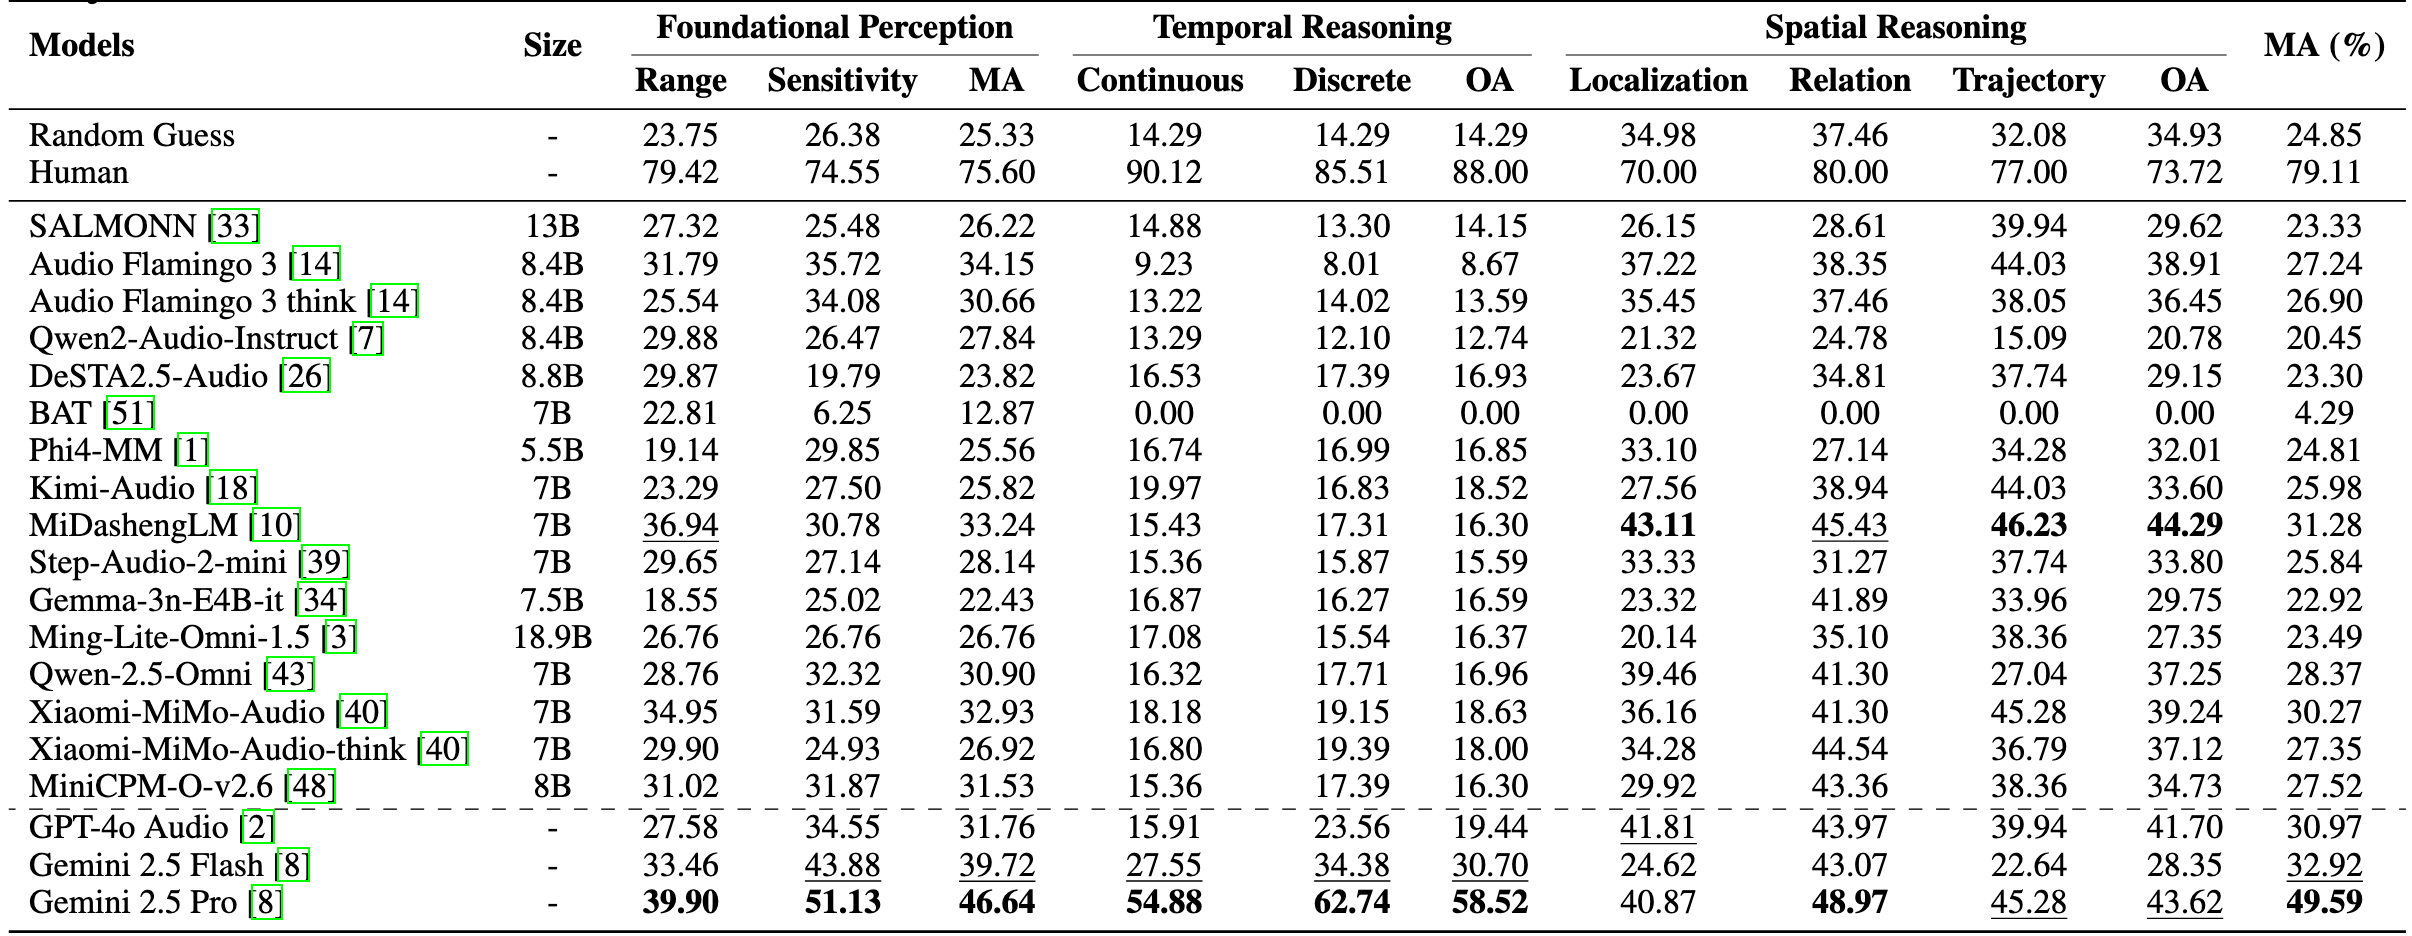 Models Size Foundational Perception Temporal Reasoning Spatial Reasoning MA (%)
Range Sensitivity MA Continuous Discrete OA Localization Relation Trajectory OA
Random Guess - 23.75 26.38 25.33 14.29 14.29 14.29 34.98 37.46 32.08 34.93 24.85
Human - 79.42 74.55 75.60 90.12 85.51 88.00 70.00 80.00 77.00 73.72 79.11
SALMONN [33] 13B 27.32 25.48 26.22 14.88 13.30 14.15 26.15 28.61 39.94 29.62 23.33
Audio Flamingo 3 [14] 8.4B 31.79 35.72 34.15 9.23 8.01 8.67 37.22 38.35 44.03 38.91 27.24
Audio Flamingo 3 think [14] 8.4B 25.54 34.08 30.66 13.22 14.02 13.59 35.45 37.46 38.05 36.45 26.90
Qwen2-Audio-Instruct [7] 8.4B 29.88 26.47 27.84 13.29 12.10 12.74 21.32 24.78 15.09 20.78 20.45
DeSTA2.5-Audio [26] 8.8B 29.87 19.79 23.82 16.53 17.39 16.93 23.67 34.81 37.74 29.15 23.30
BAT [51] 7B 22.81 6.25 12.87 0.00 0.00 0.00 0.00 0.00 0.00 0.00 4.29
Phi4-MM [1] 5.5B 19.14 29.85 25.56 16.74 16.99 16.85 33.10 27.14 34.28 32.01 24.81
Kimi-Audio [18] 7B 23.29 27.50 25.82 19.97 16.83 18.52 27.56 38.94 44.03 33.60 25.98
MiDashengLM [10] 7B 36.94 30.78 33.24 15.43 17.31 16.30 43.11 45.43 46.23 44.29 31.28
Step-Audio-2-mini [39] 7B 29.65 27.14 28.14 15.36 15.87 15.59 33.33 31.27 37.74 33.80 25.84
Gemma-3n-E4B-it [34] 7.5B 18.55 25.02 22.43 16.87 16.27 16.59 23.32 41.89 33.96 29.75 22.92
Ming-Lite-Omni-1.5 [3] 18.9B 26.76 26.76 26.76 17.08 15.54 16.37 20.14 35.10 38.36 27.35 23.49
Qwen-2.5-Omni [43] 7B 28.76 32.32 30.90 16.32 17.71 16.96 39.46 41.30 27.04 37.25 28.37
Xiaomi-MiMo-Audio [40] 7B 34.95 31.59 32.93 18.18 19.15 18.63 36.16 41.30 45.28 39.24 30.27
Xiaomi-MiMo-Audio-think [40] 7B 29.90 24.93 26.92 16.80 19.39 18.00 34.28 44.54 36.79 37.12 27.35
MiniCPM-O-v2.6 [48] 8B 31.02 31.87 31.53 15.36 17.39 16.30 29.92 43.36 38.36 34.73 27.52
GPT-4o Audio [2] - 27.58 34.55 31.76 15.91 23.56 19.44 41.81 43.97 39.94 41.70 30.97
Gemini 2.5 Flash [8] - 33.46 43.88 39.72 27.55 34.38 30.70 24.62 43.07 22.64 28.35 32.92
Gemini 2.5 Pro [8] - 39.90 51.13 46.64 54.88 62.74 58.52 40.87 48.97 45.28 43.62 49.59